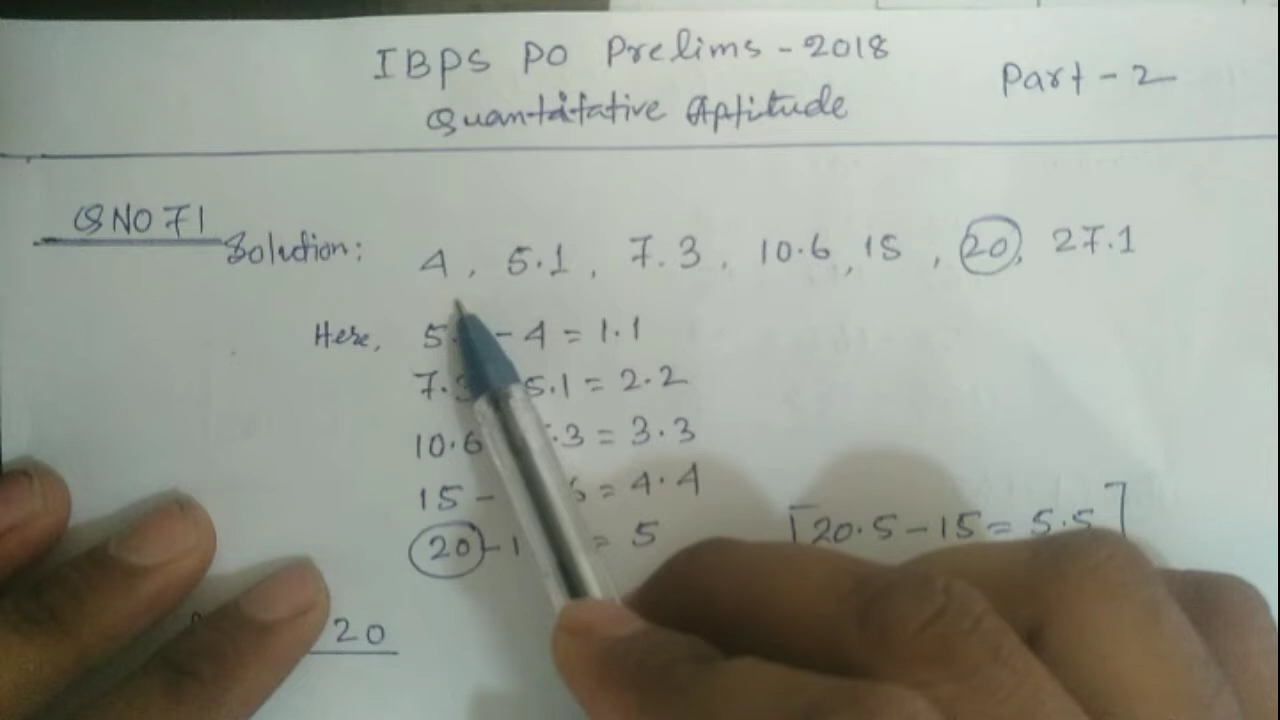 IBPS PO Prelims - 2018
Quantitative Aptitude
Part - 2
QNO 71
Solution: 4, 5.1, 7.3, 10.6, 15, 20, 27.1
Here, 5. - 4 = 1.1
7.3 5.1 = 2.2
10.6 .3 = 3.3
15 - 6 = 4.4
20 - 1 = 5 [20.5 - 15 = 5.5]
20